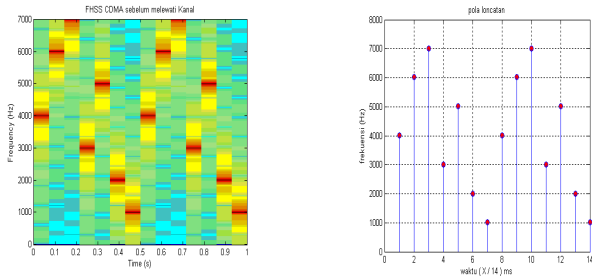 FHSS CDMA sebelum melewati Kanal
7000
6000
5000
4000
3000
2000
1000
0
Frequency (Hz)
0 0.1 0.2 0.3 0.4 0.5 0.6 0.7 0.8 0.9 1
Time (s)
pola loncatan
8000
7000
6000
5000
4000
3000
2000
1000
0
frekuensi (Hz)
0 2 4 6 8 10 12 14
waktu ( X / 14 ) ms